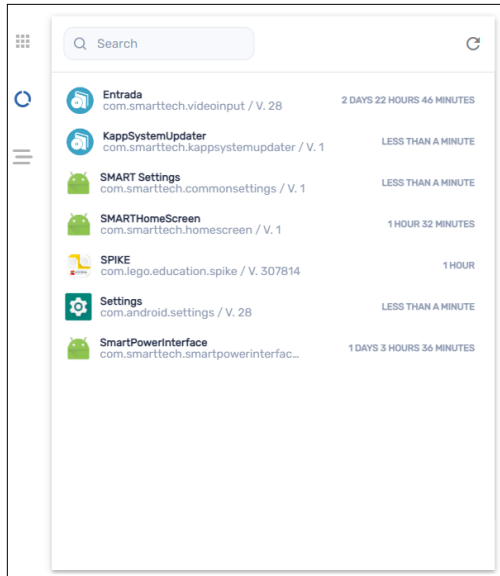 Search
Entrada
com.smarttech.videoinput / V. 28
2 DAYS 22 HOURS 46 MINUTES
KappSystemUpdater
com.smarttech.kappsystemupdater / V. 1
LESS THAN A MINUTE
SMART Settings
com.smarttech.commonsettings / V. 1
LESS THAN A MINUTE
SMARTHomeScreen
com.smarttech.homescreen / V. 1
1 HOUR 32 MINUTES
SPIKE
com.lego.education.spike / V. 307814
1 HOUR
Settings
com.android.settings / V. 28
LESS THAN A MINUTE
SmartPowerInterface
com.smarttech.smartpowerinterfac...
1 DAYS 3 HOURS 36 MINUTES